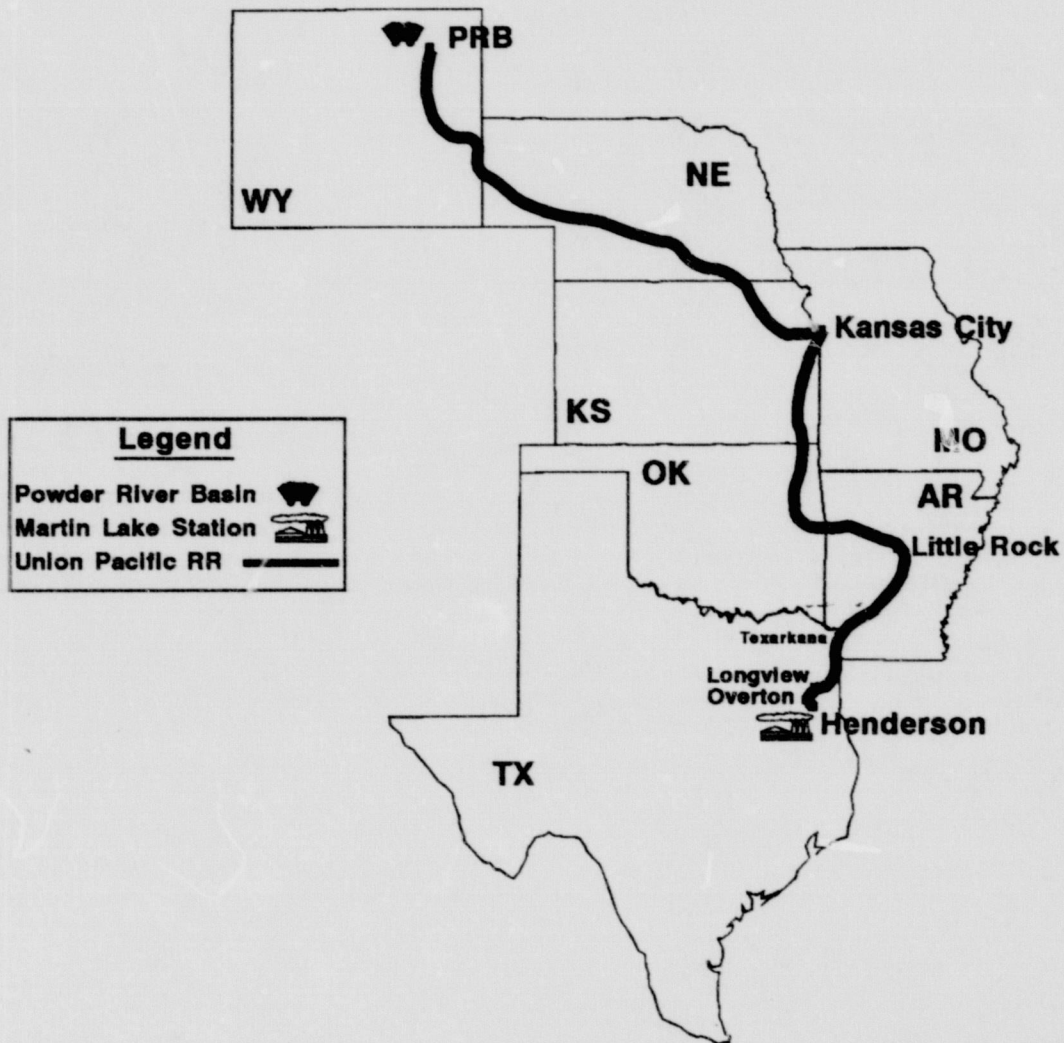 PRB
NE
WY
Kansas City
KS
MO
Legend
Powder River Basin
Martin Lake Station
Union Pacific RR
OK
AR
Little Rock
Texarkana
Longview
Overton
Henderson
TX